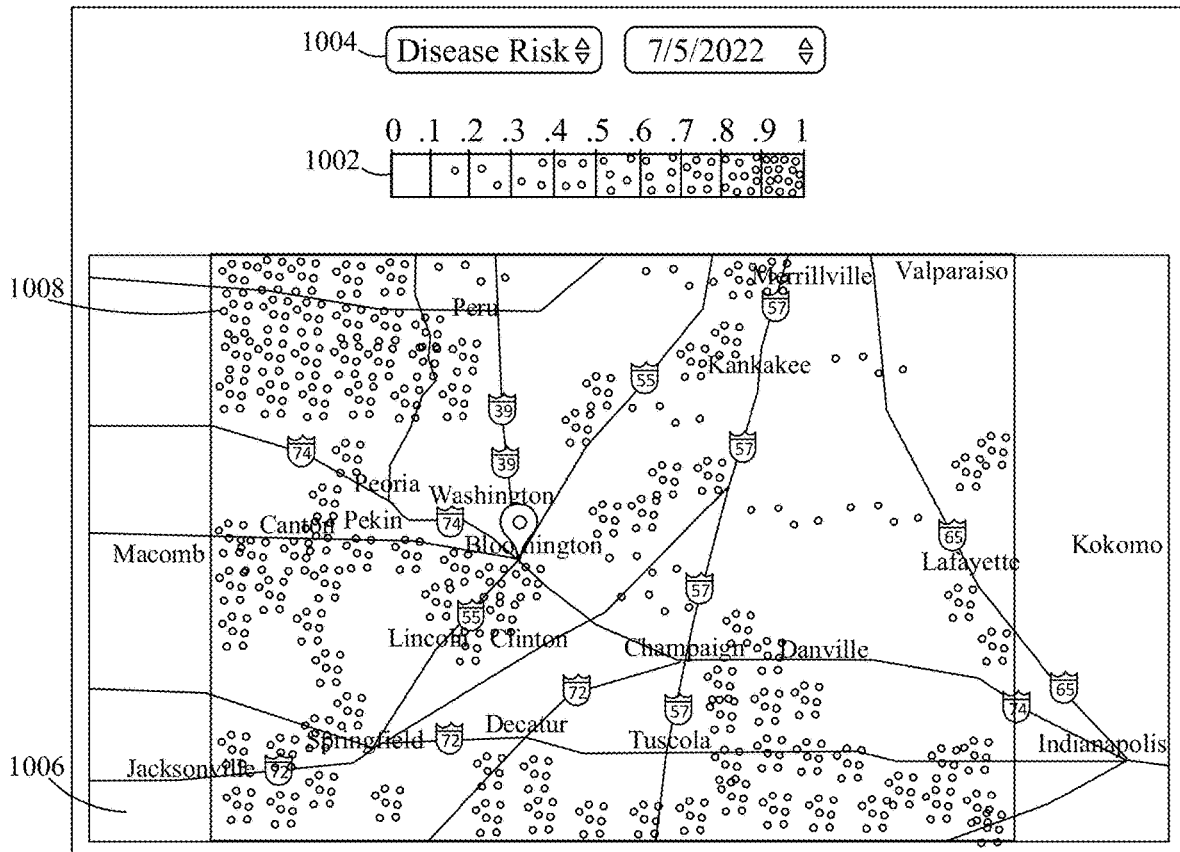 1004 Disease Risk 7/5/2022
0 .1 .2 .3 .4 .5 .6 .7 .8 .9 1
1002
Merrillville Valparaiso
1008
Peru 57
Kankakee
55
39
57
74 39
Peoria
Washington
Canton Pekin 74
65
Macomb Bloomington Kokomo
Lafayette
57
55
Lincoln Clinton
Champaign Danville
72 65
57 74
Decatur
Springfield 72 Tuscola Indianapolis
1006 Jacksonville 72